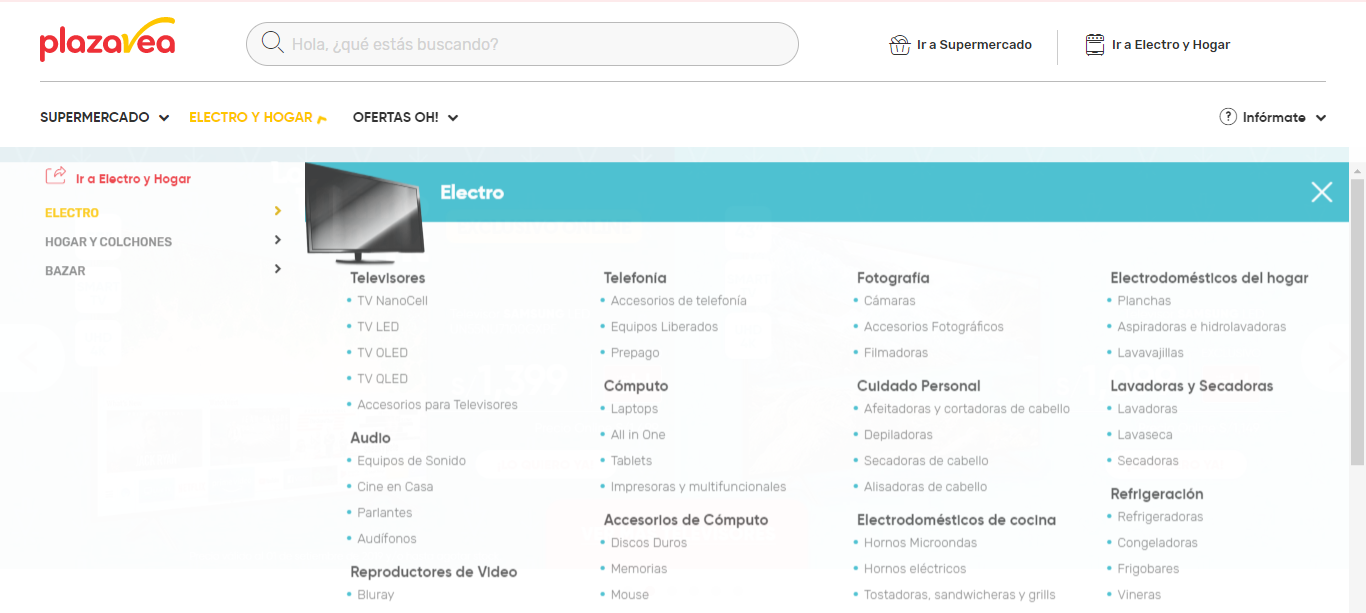 plazavea
Hola, ¿qué estás buscando?
Ir a Supermercado
Ir a Electro y Hogar
SUPERMERCADO
ELECTRO Y HOGAR
OFERTAS OH!
? Infórmate
Ir a Electro y Hogar
ELECTRO
HOGAR Y COLCHONES
BAZAR
Electro
Televisores
TV NanoCell
TV LED
TV OLED
TV QLED
Accesorios para Televisores
Audio
Equipos de Sonido
Cine en Casa
Parlantes
Audífonos
Reproductores de Video
Bluray
Telefonía
Accesorios de telefonía
Equipos Liberados
Prepago
Cómputo
Laptops
All in One
Tablets
Impresoras y multifuncionales
Accesorios de Cómputo
Discos Duros
Memorias
Mouse
Fotografía
Cámaras
Accesorios Fotográficos
Filmadoras
Cuidado Personal
Afeitadoras y cortadoras de cabello
Depiladoras
Secadoras de cabello
Alisadoras de cabello
Electrodomésticos de cocina
Hornos Microondas
Hornos eléctricos
Tostadoras, sandwicheras y grills
Electrodomésticos del hogar
Planchas
Aspiradoras e hidrolavadoras
Lavavajillas
Lavadoras y Secadoras
Lavadoras
Lavaseca
Secadoras
Refrigeración
Refrigeradoras
Congeladoras
Frigobares
Vineras